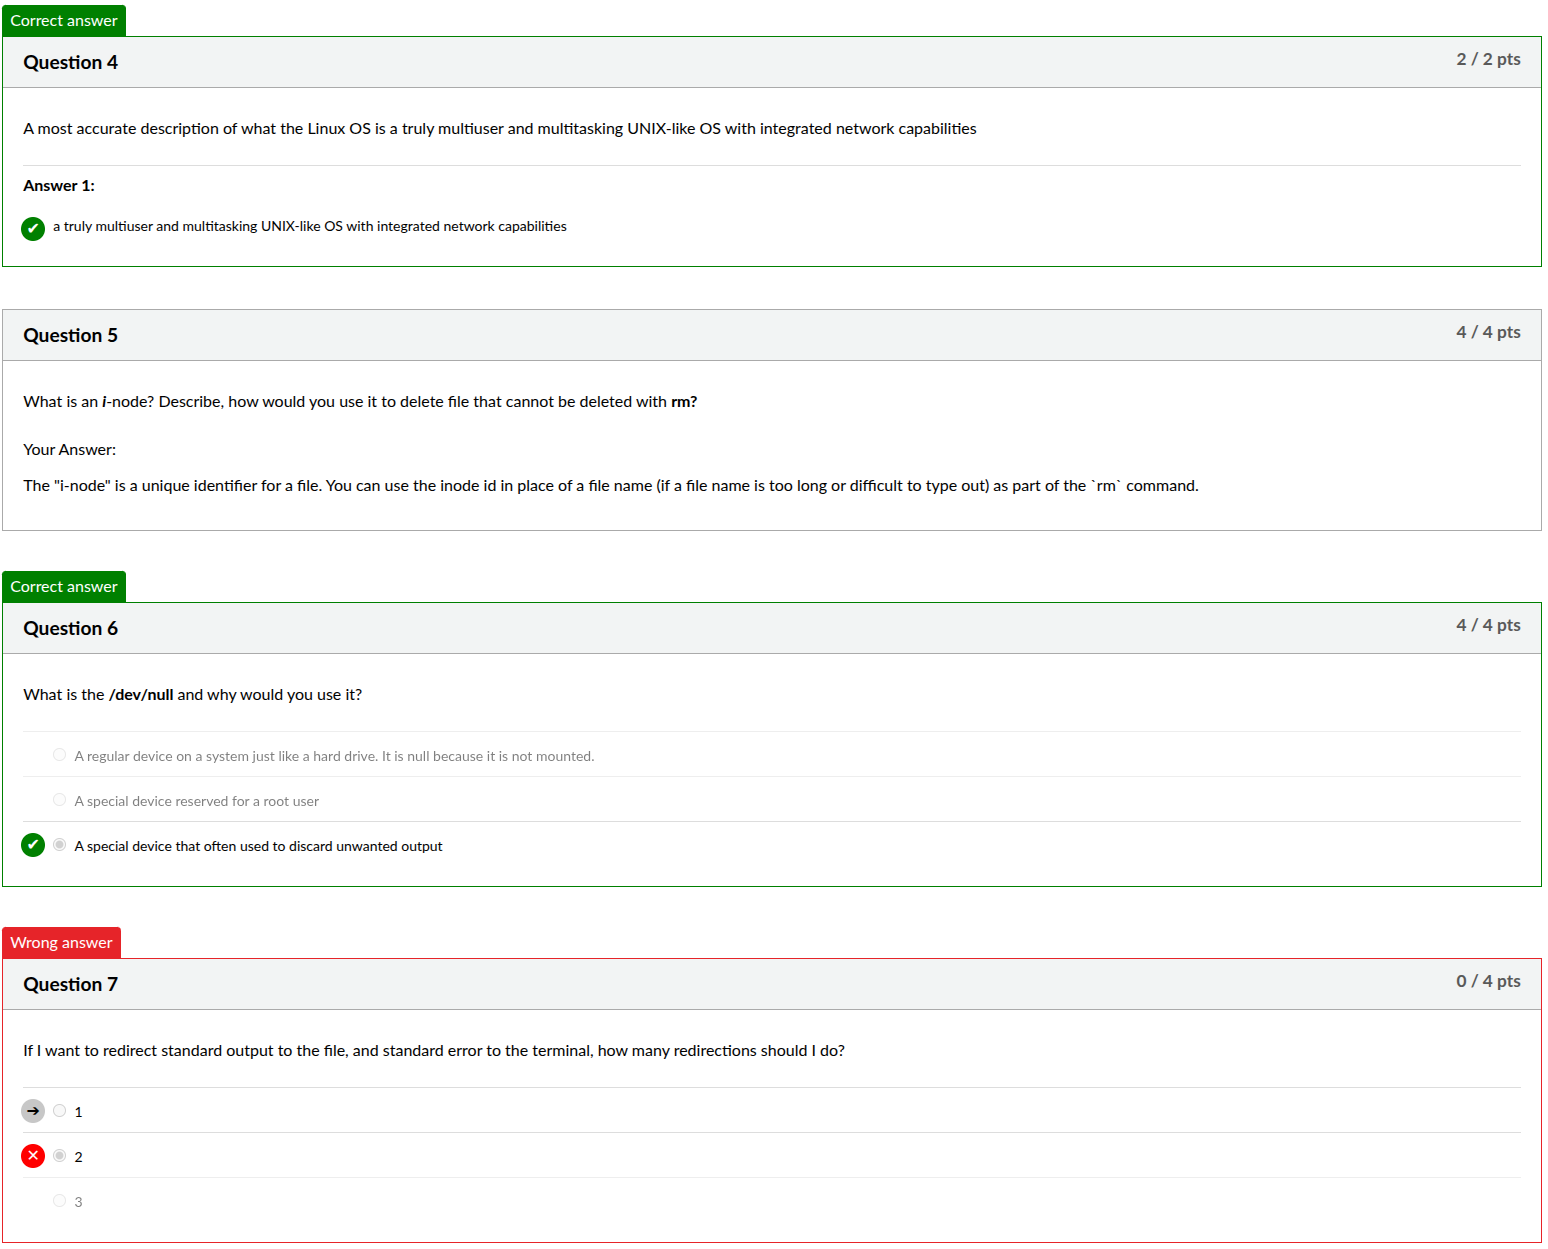 Correct answer
Question 4
2 / 2 pts
A most accurate description of what the Linux OS is a truly multiuser and multitasking UNIX-like OS with integrated network capabilities
Answer 1:
a truly multiuser and multitasking UNIX-like OS with integrated network capabilities
Question 5
4 / 4 pts
What is an i-node? Describe, how would you use it to delete file that cannot be deleted with rm?
Your Answer:
The "i-node" is a unique identifier for a file. You can use the inode id in place of a file name (if a file name is too long or difficult to type out) as part of the `rm` command.
Correct answer
Question 6
4 / 4 pts
What is the /dev/null and why would you use it?
A regular device on a system just like a hard drive. It is null because it is not mounted.
A special device reserved for a root user
A special device that often used to discard unwanted output
Wrong answer
Question 7
0 / 4 pts
If I want to redirect standard output to the file, and standard error to the terminal, how many redirections should I do?
1
2
3